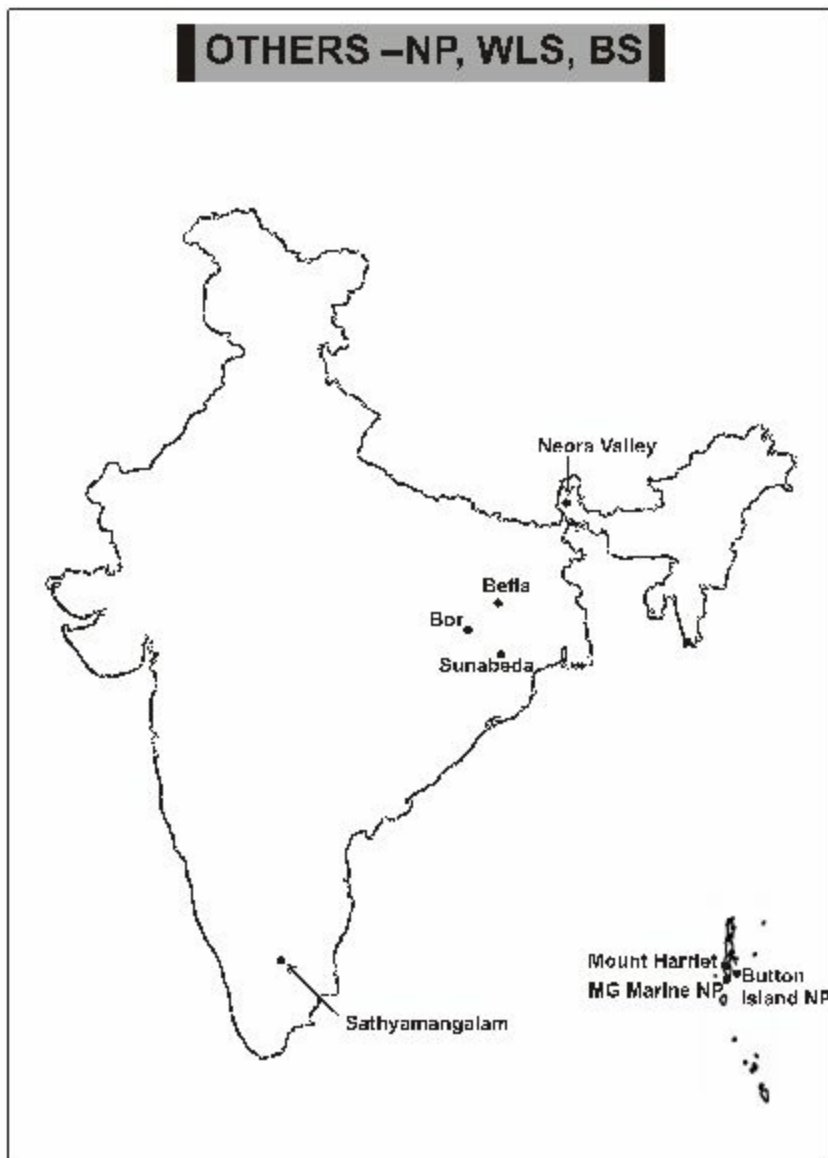 OTHERS –NP, WLS, BS
Neora Valley
Betla
Bor
Sunabeda
Mount Harriet
MG Marine NP
Button
Island NP
Sathyamangalam